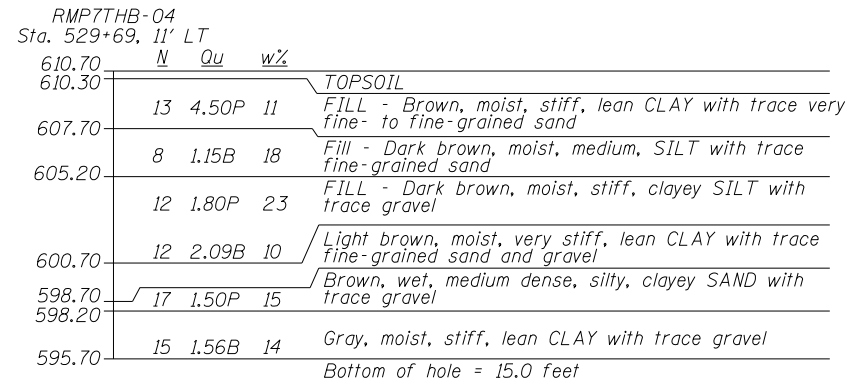 RMP7THB-04
Sta. 529+69, 11' LT
N Qu w%
610.70
610.30 TOPSOIL
13 4.50P 11 FILL - Brown, moist, stiff, lean CLAY with trace very
fine- to fine-grained sand
607.70
8 1.15B 18 Fill - Dark brown, moist, medium, SILT with trace
fine-grained sand
605.20
12 1.80P 23 FILL - Dark brown, moist, stiff, clayey SILT with
trace gravel
12 2.09B 10 Light brown, moist, very stiff, lean CLAY with trace
fine-grained sand and gravel
600.70
Brown, wet, medium dense, silty, clayey SAND with
598.70 17 1.50P 15 trace gravel
598.20
15 1.56B 14 Gray, moist, stiff, lean CLAY with trace gravel
595.70
Bottom of hole = 15.0 feet